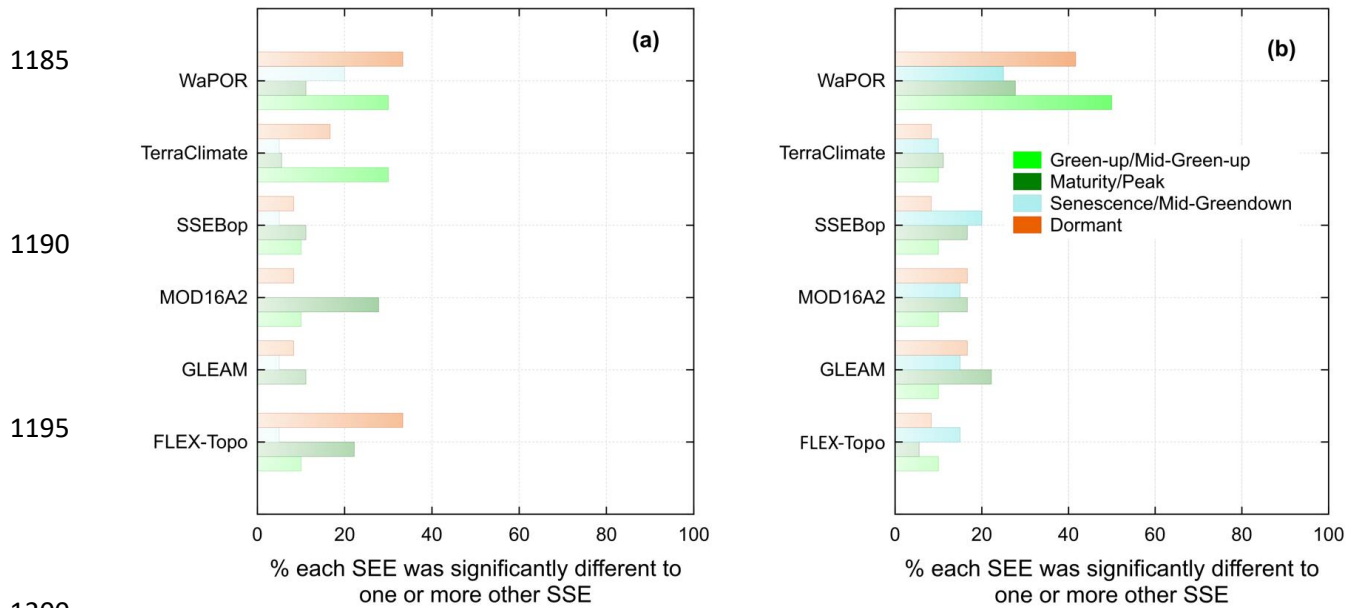 1185
1190
1195
(a)
WaPOR
TerraClimate
SSEBop
MOD16A2
GLEAM
FLEX-Topo
0 20 40 60 80 100
% each SEE was significantly different to
one or more other SSE
(b)
WaPOR
TerraClimate
SSEBop
MOD16A2
GLEAM
FLEX-Topo
Green-up/Mid-Green-up
Maturity/Peak
Senescence/Mid-Greendown
Dormant
0 20 40 60 80 100
% each SEE was significantly different to
one or more other SSE